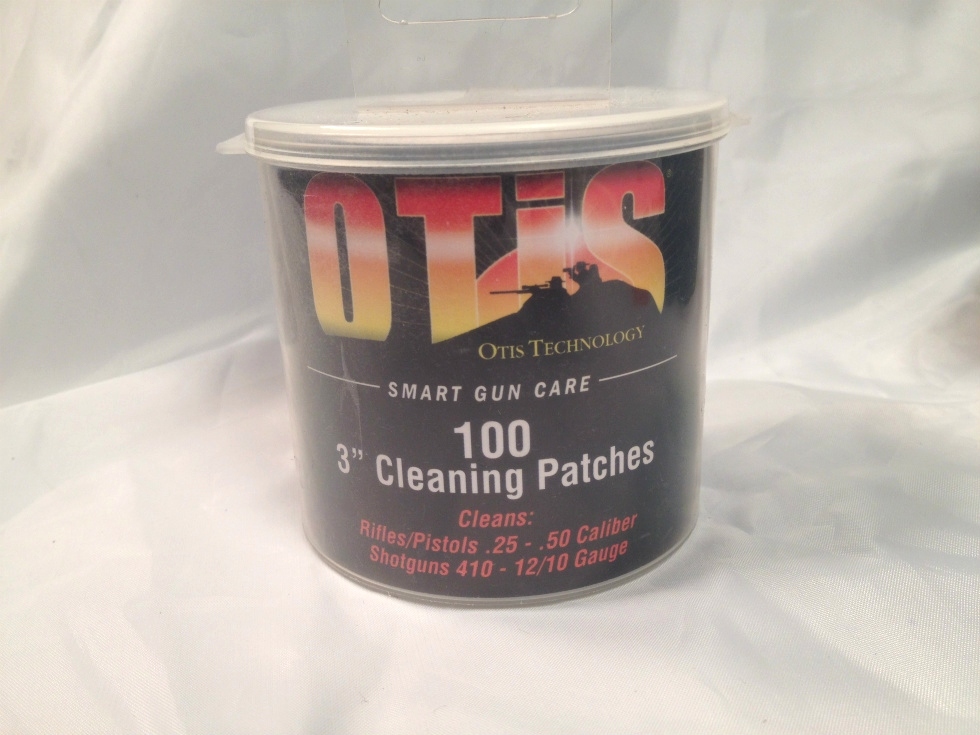 OTiS
OTIS TECHNOLOGY
SMART GUN CARE
100
3” Cleaning Patches
Cleans:
Rifles/Pistols .25 - .50 Caliber
Shotguns 410 - 12/10 Gauge